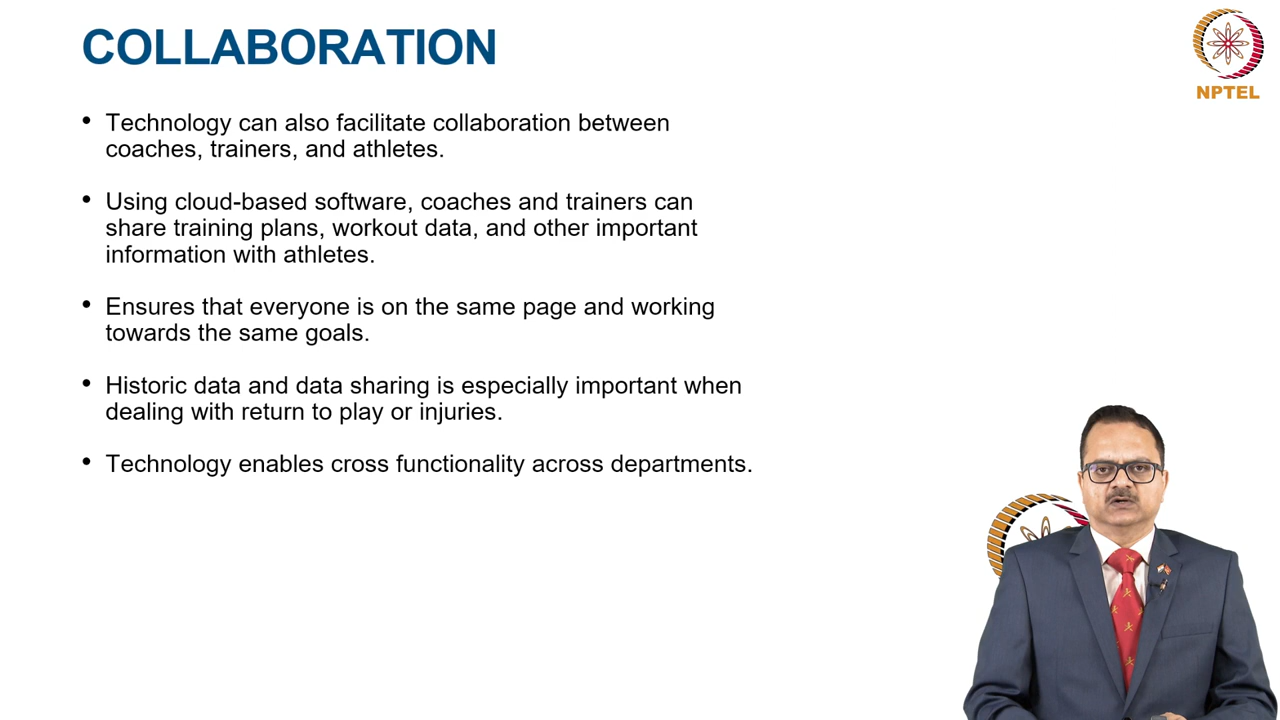 COLLABORATION
NPTEL
• Technology can also facilitate collaboration between
coaches, trainers, and athletes.
• Using cloud-based software, coaches and trainers can
share training plans, workout data, and other important
information with athletes.
• Ensures that everyone is on the same page and working
towards the same goals.
• Historic data and data sharing is especially important when
dealing with return to play or injuries.
• Technology enables cross functionality across departments.